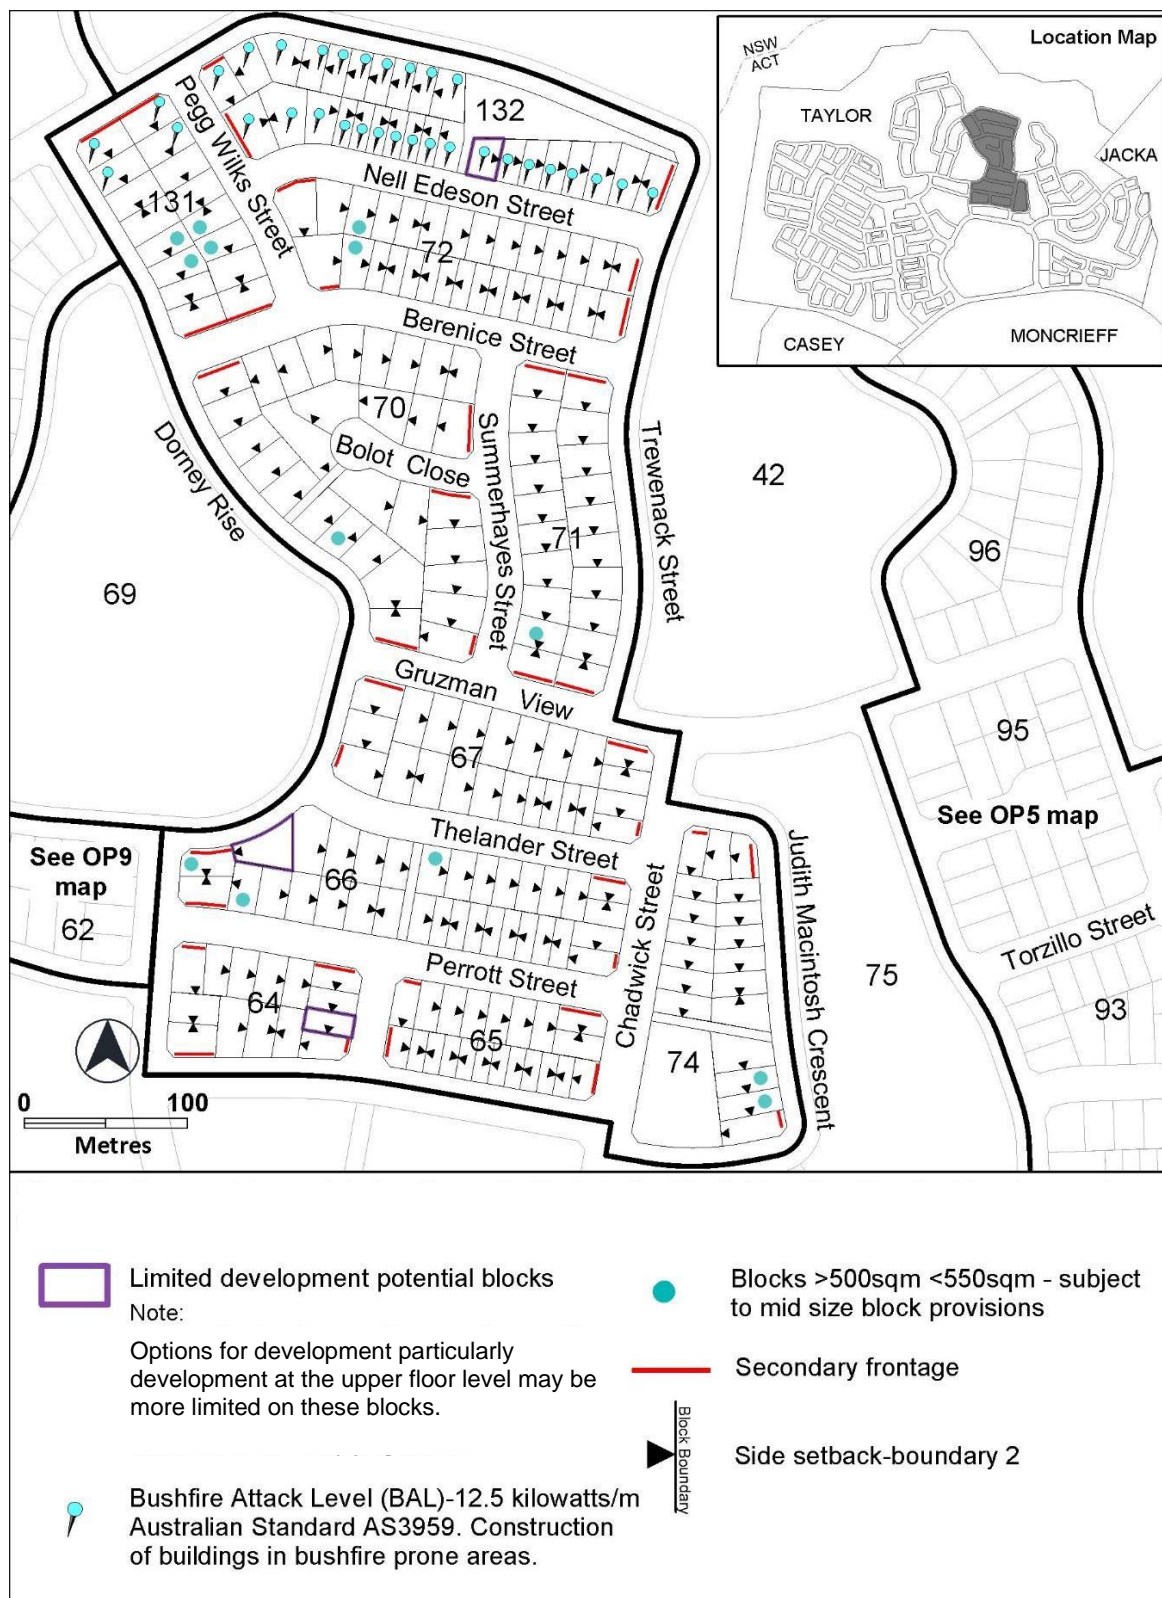 Location Map
NSW
ACT
TAYLOR
JACKA
CASEY
MONCRIEFF
132
Pegg Wilks Street
131
Nell Edeson Street
72
Berenice Street
70
Bolot Close
Summerhayes Street
71
Trewenack Street
42
Dorney Rise
69
96
Gruzman View
67
95
See OP5 map
Thelander Street
See OP9
map
62
66
Chadwick Street
Judith Macintosh Crescent
Torzillo Street
Perrott Street
75
64
65
74
93
0 100
Metres
Limited development potential blocks
Note:
Options for development particularly
development at the upper floor level may be
more limited on these blocks.
Bushfire Attack Level (BAL)-12.5 kilowatts/m
Australian Standard AS3959. Construction
of buildings in bushfire prone areas.
Blocks >500sqm <550sqm - subject
to mid size block provisions
Secondary frontage
Block Boundary
Side setback-boundary 2